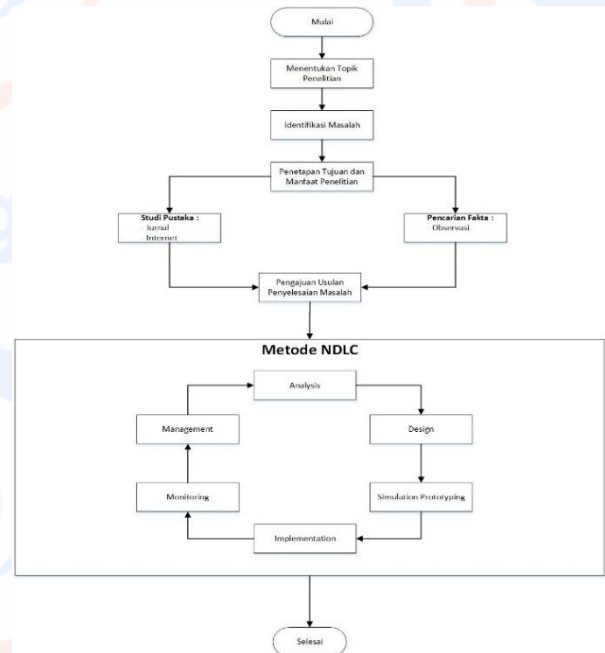 Mulai
Menentukan Topik
Penelitian
Identifikasi Masalah
Penetapan Tujuan dan
Manfaat Penelitian
Studi Pustaka :
- Jurnal
- Internet
Pencarian Fakta :
- Observasi
Pengajuan Usulan
Penyelesaian Masalah
Metode NDLC
Analysis
Management
Design
Monitoring
Simulation Prototyping
Implementation
Selesai